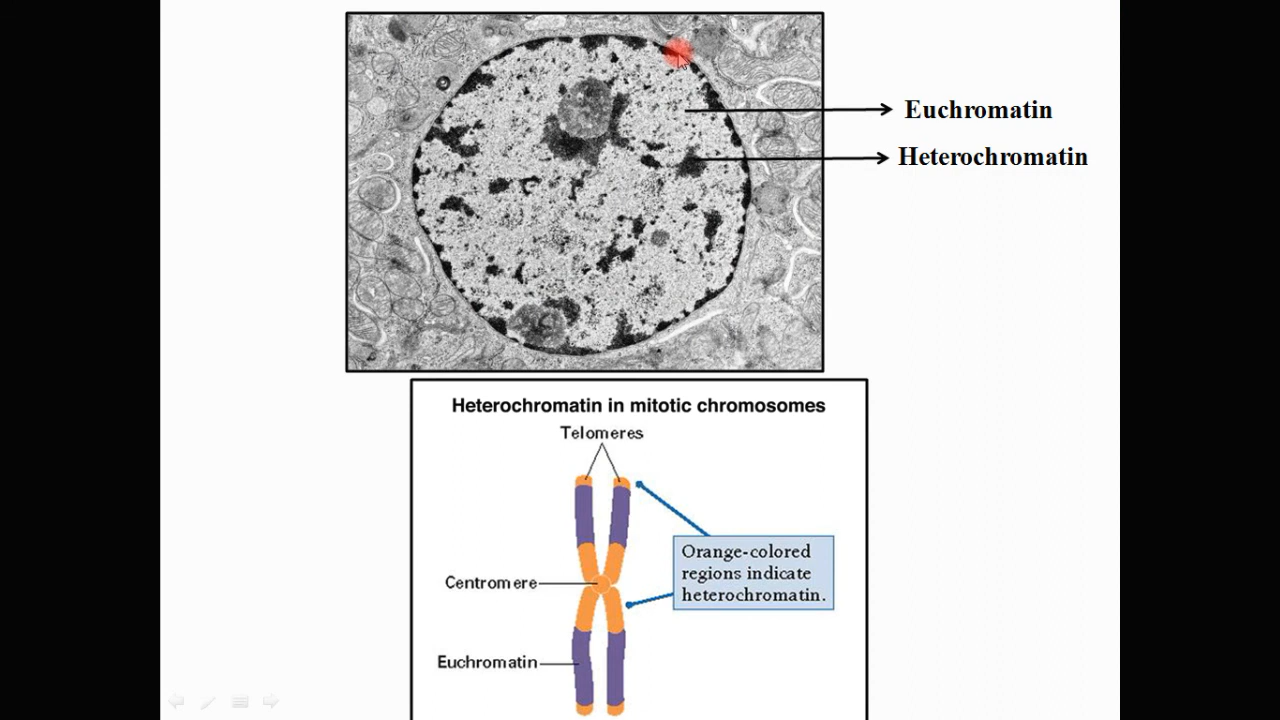 Euchromatin
Heterochromatin
Heterochromatin in mitotic chromosomes
Telomeres
Orange-colored
regions indicate
heterochromatin.
Centromere
Euchromatin